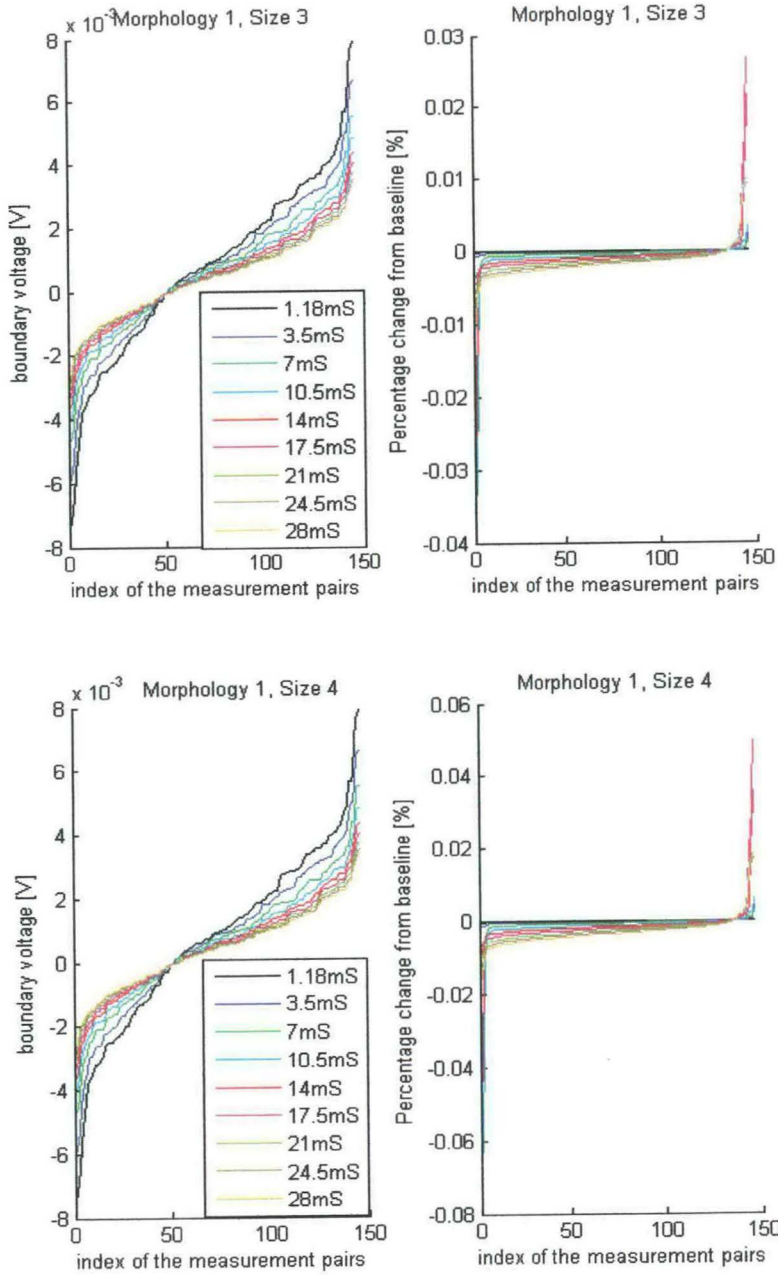 Morphology 1, Size 3
x 10-3
boundary voltage [V]
8
6
4
2
0
-2
-4
-6
-8
1.18mS
3.5mS
7mS
10.5mS
14mS
17.5mS
21mS
24.5mS
28mS
0 50 100 150
index of the measurement pairs
Morphology 1, Size 3
Percentage change from baseline [%]
0.03
0.02
0.01
0
-0.01
-0.02
-0.03
-0.04
0 50 100 150
index of the measurement pairs
Morphology 1, Size 4
x 10-3
boundary voltage [V]
8
6
4
2
0
-2
-4
-6
-8
1.18mS
3.5mS
7mS
10.5mS
14mS
17.5mS
21mS
24.5mS
28mS
0 50 100 150
index of the measurement pairs
Morphology 1, Size 4
Percentage change from baseline [%]
0.06
0.04
0.02
0
-0.02
-0.04
-0.06
-0.08
0 50 100 150
index of the measurement pairs